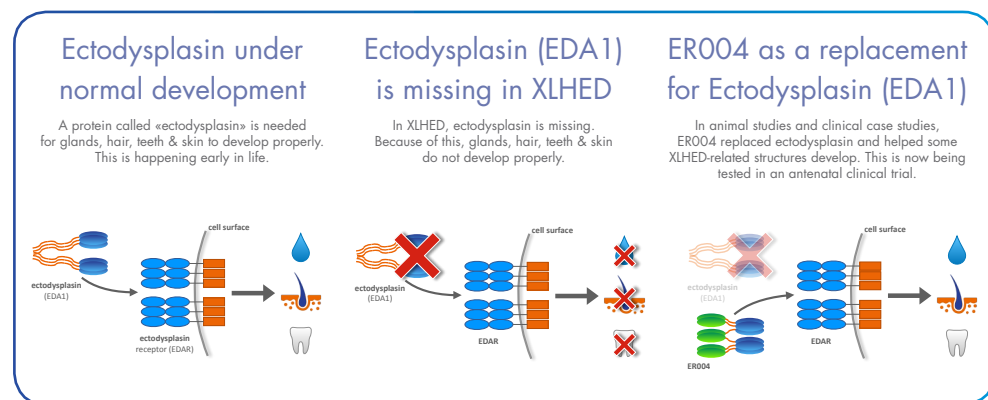 Ectodysplasin under
normal development
A protein called «ectodysplasin» is needed
for glands, hair, teeth & skin to develop properly.
This is happening early in life.
cell surface
ectodysplasin
(EDA1)
ectodysplasin
receptor (EDAR)
Ectodysplasin (EDA1)
is missing in XLHED
In XLHED, ectodysplasin is missing.
Because of this, glands, hair, teeth & skin
do not develop properly.
cell surface
ectodysplasin
(EDA1)
EDAR
ER004 as a replacement
for Ectodysplasin (EDA1)
In animal studies and clinical case studies,
ER004 replaced ectodysplasin and helped some
XLHED-related structures develop. This is now being
tested in an antenatal clinical trial.
cell surface
ectodysplasin
(EDA1)
EDAR
ER004